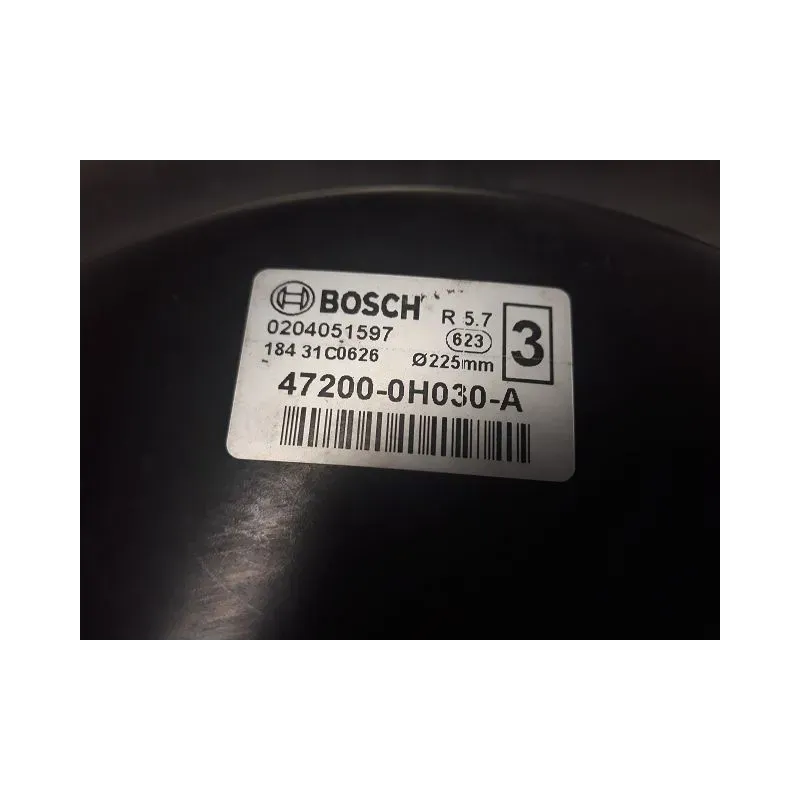 BOSCH R 5.7
0204051597 623 3
184 31C0626 Ø225mm
47200-0H030-A